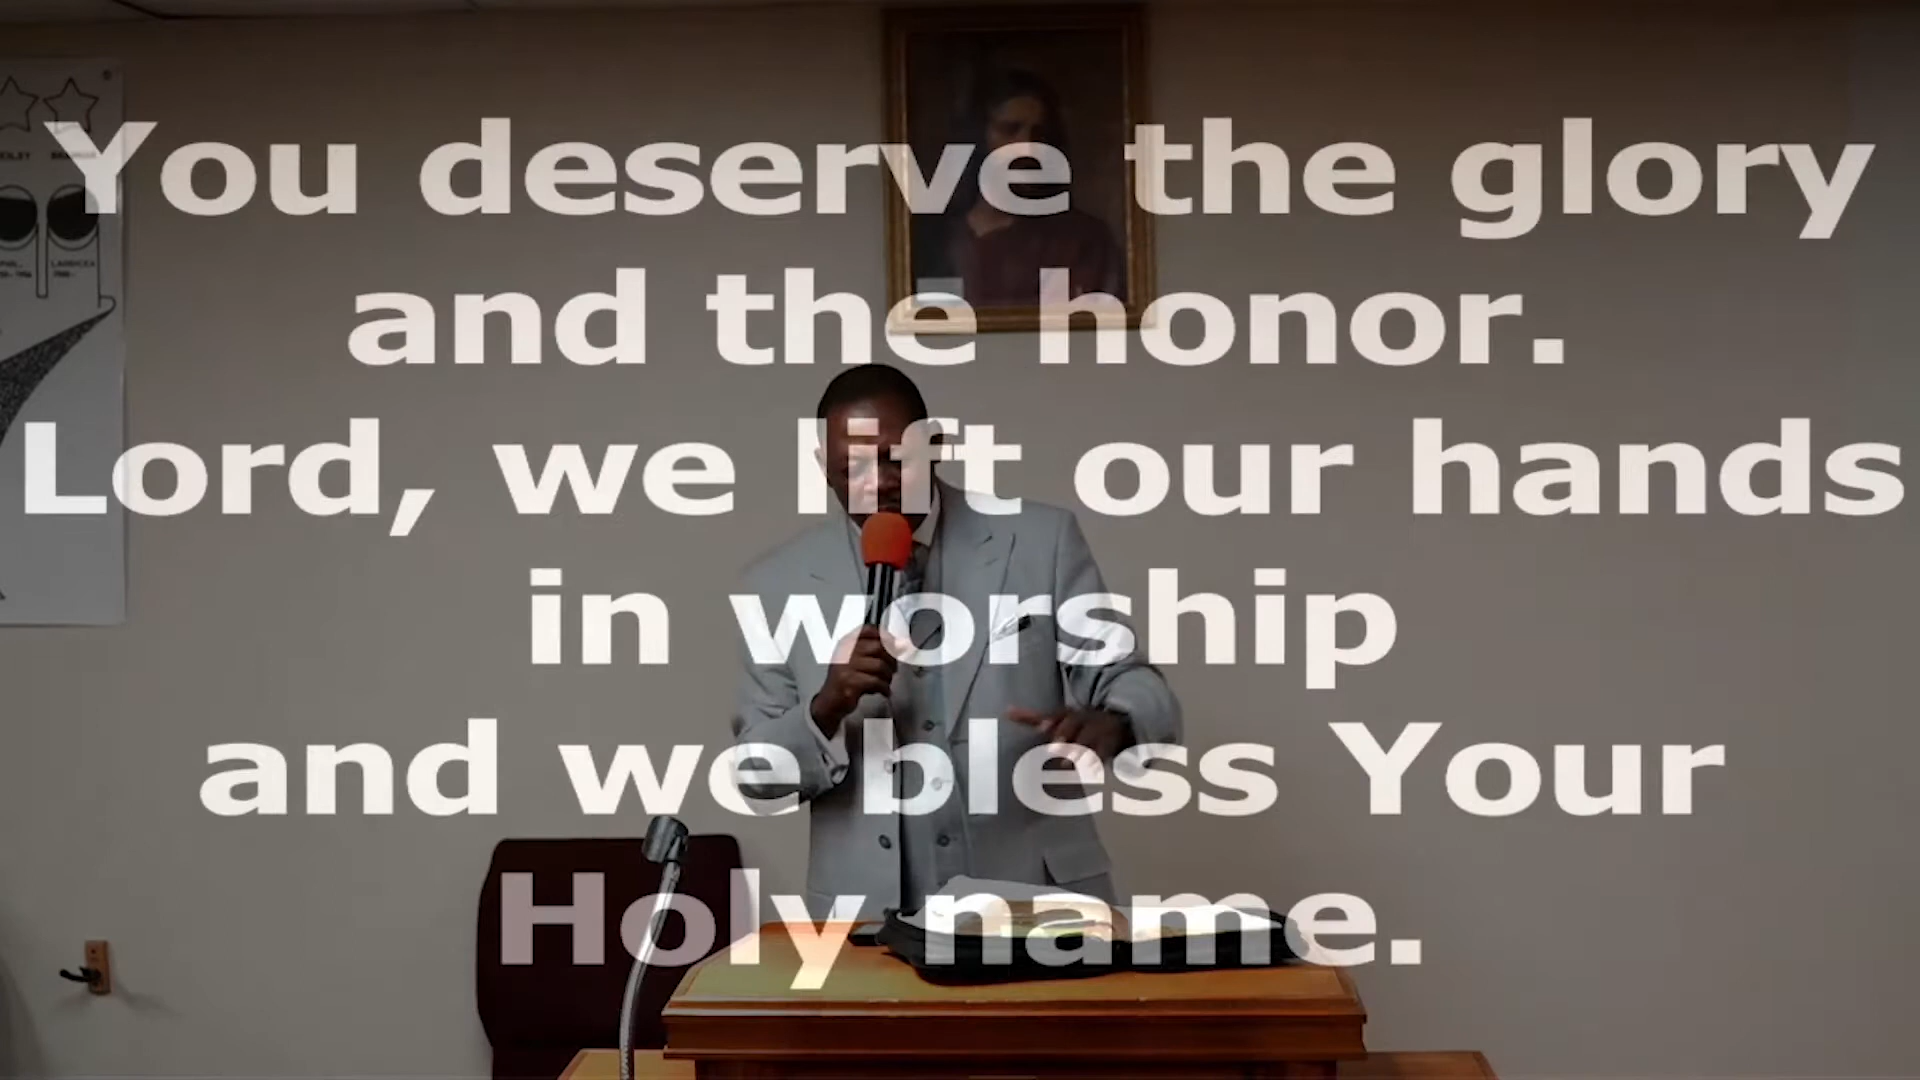 You deserve the glory
and the honor.
Lord, we lift our hands
in worship
and we bless Your
Holy name.
LAODICEA